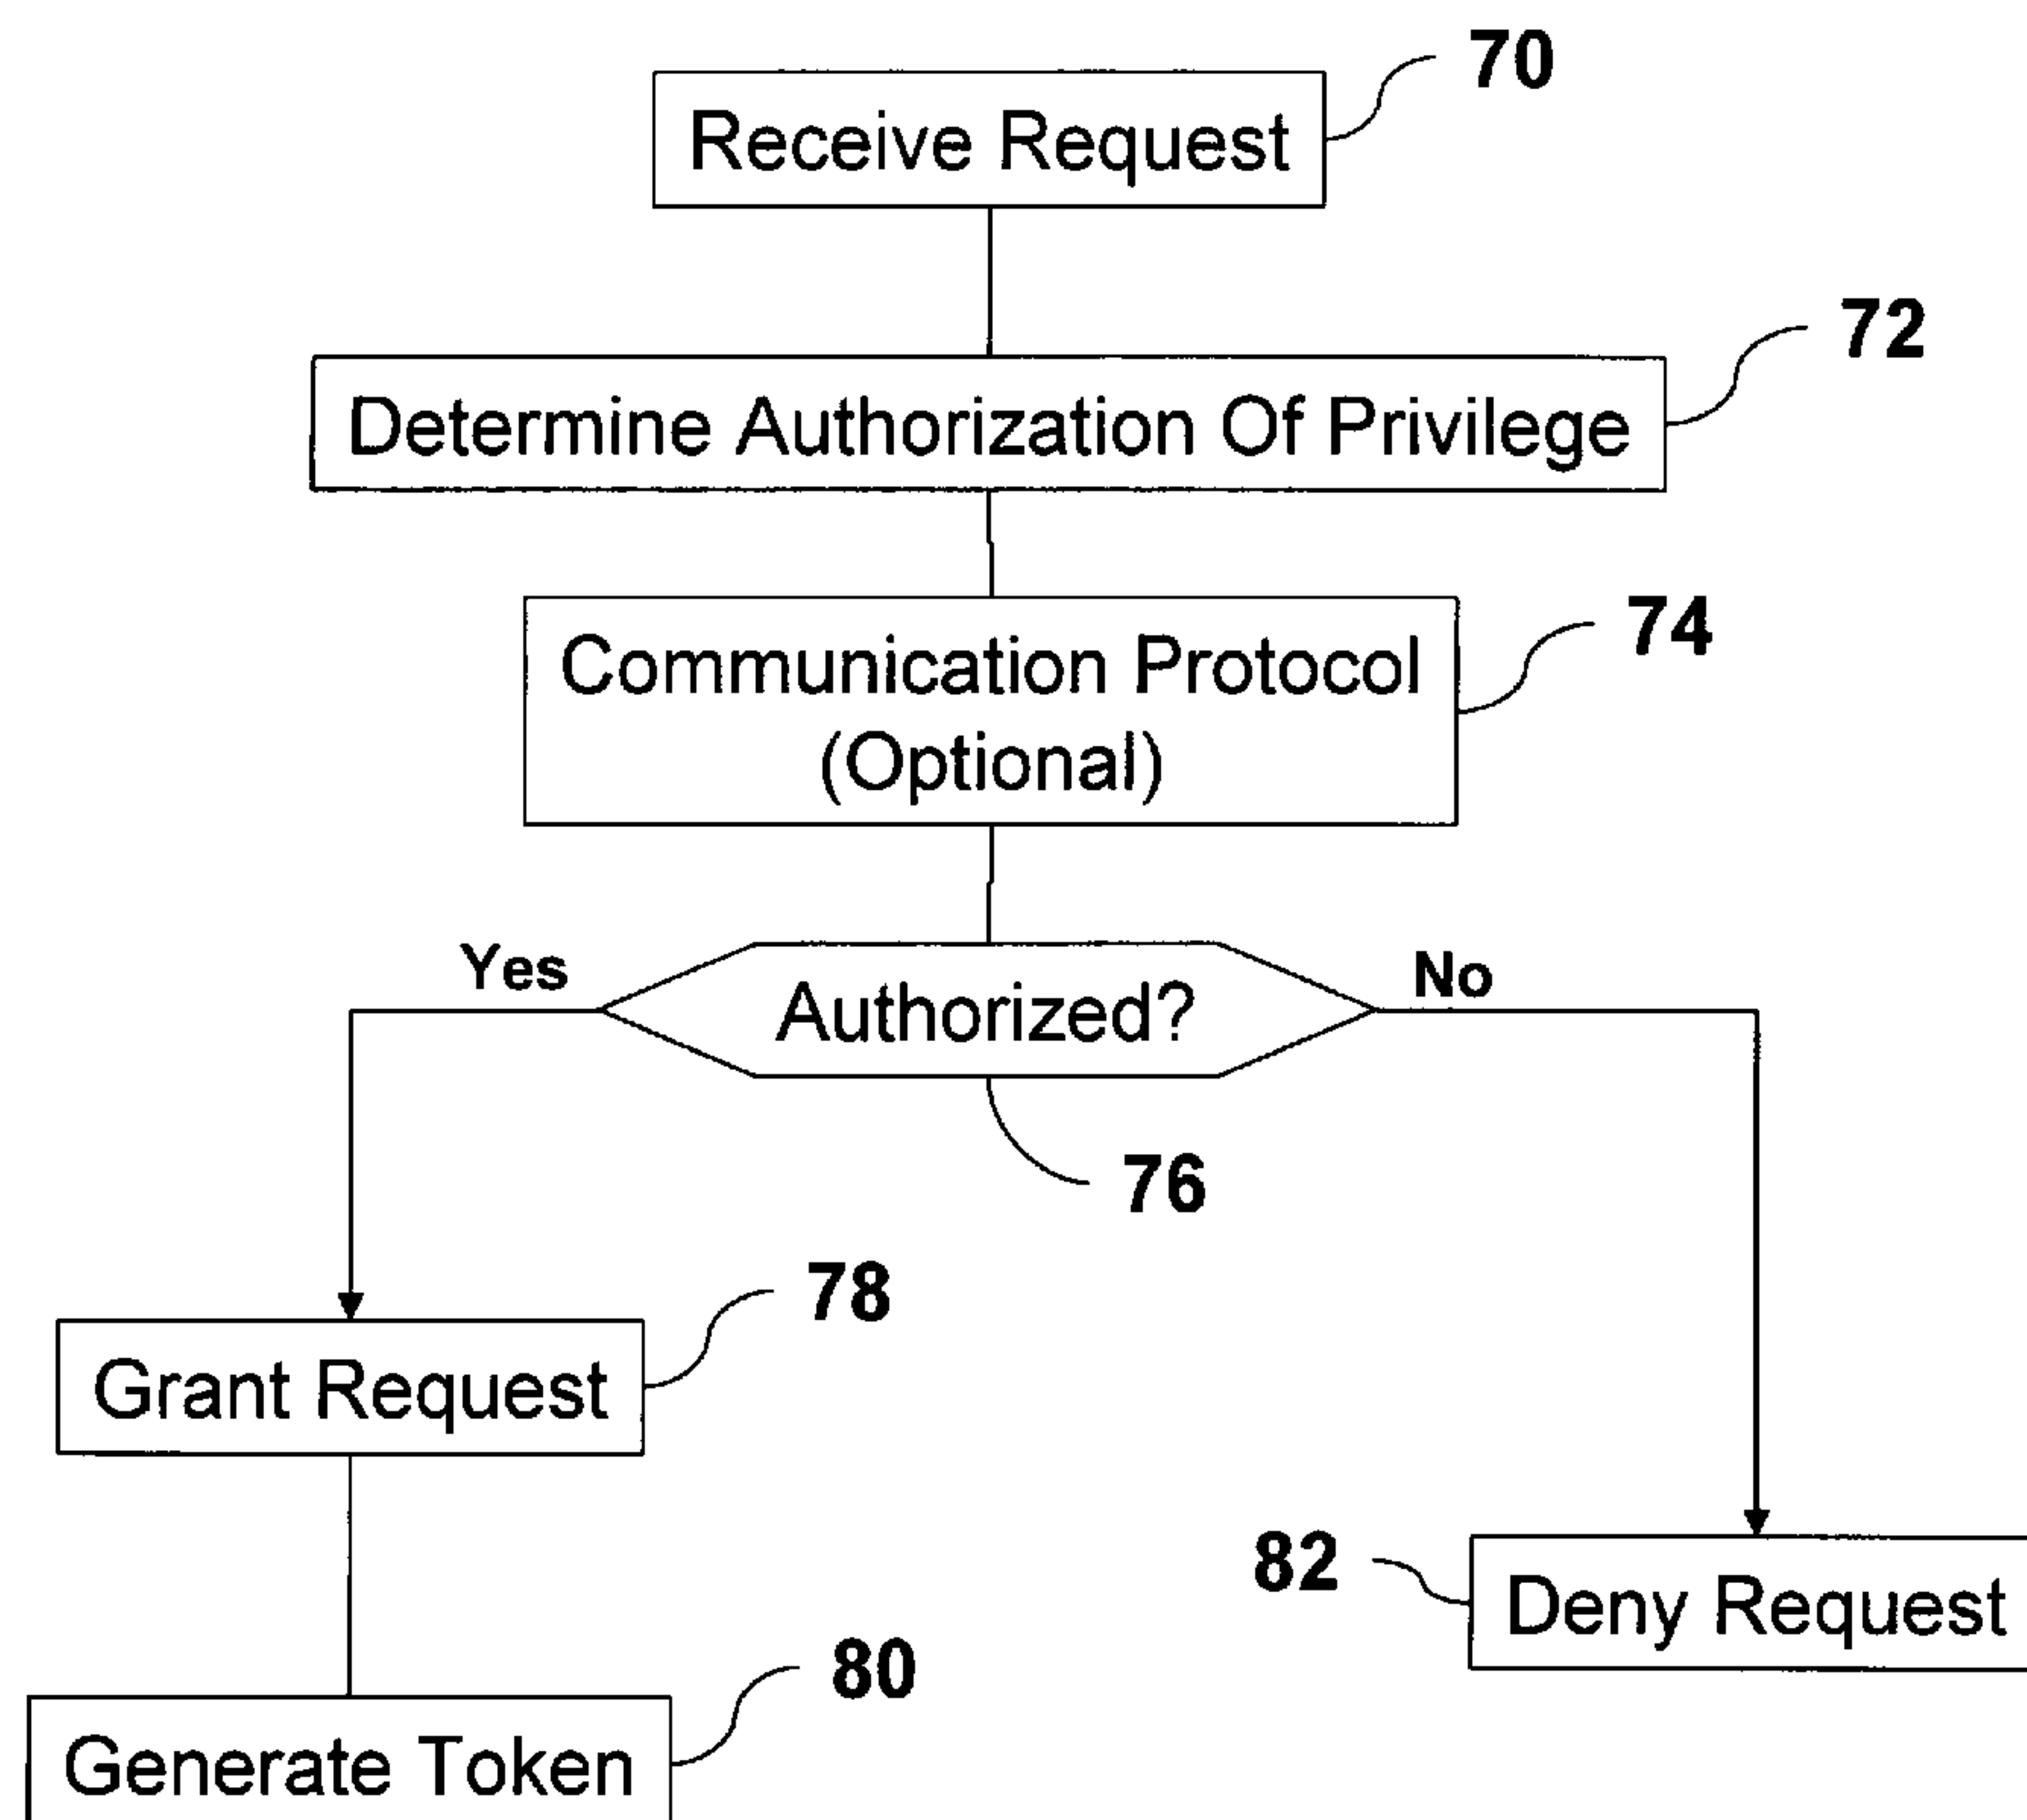 70
Receive Request
72
Determine Authorization Of Privilege
74
Communication Protocol
(Optional)
Yes
No
Authorized?
76
78
Grant Request
82
Deny Request
80
Generate Token